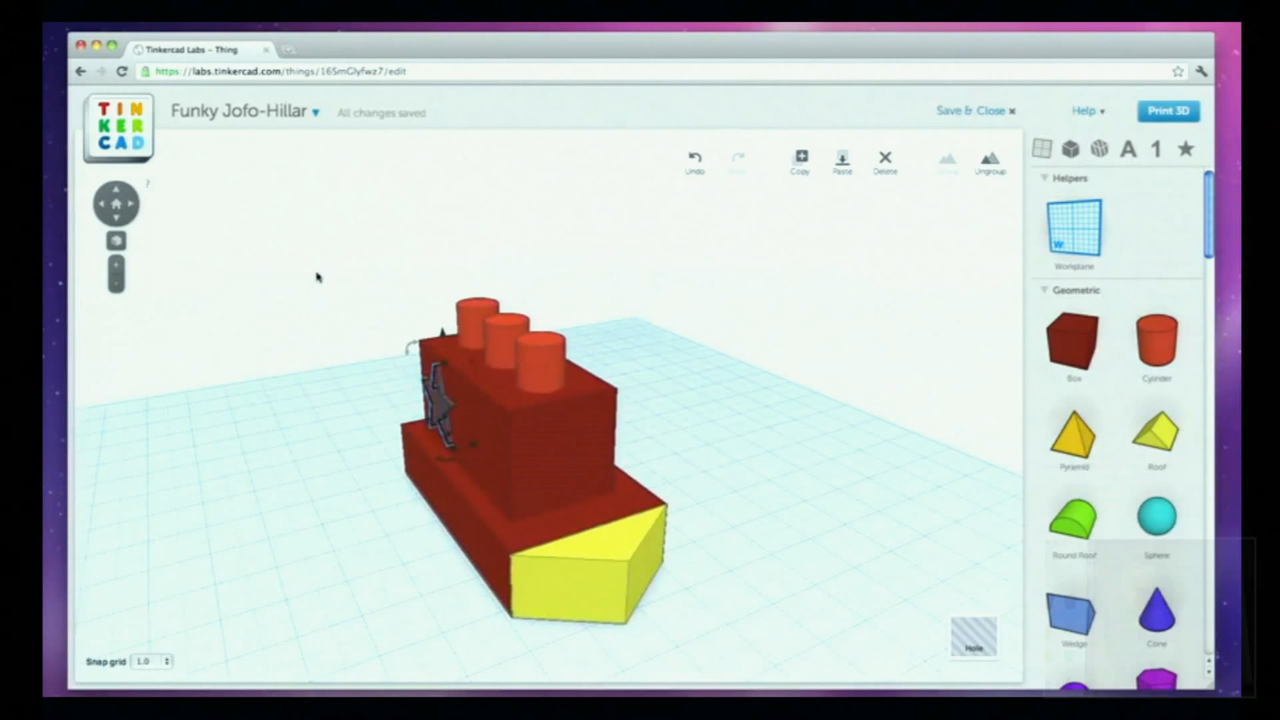 Tinkercad Labs – Thing
https://labs.tinkercad.com/things/16SmGlyfwz7/edit
TIN
KER
CAD
Funky Jofo-Hillar
All changes saved
Save & Close
Help
Print 3D
?
Undo
Copy
Paste
Delete
Ungroup
A 1
Helpers
W
Workplane
Geometric
Box
Cylinder
Pyramid
Roof
Round Roof
Sphere
Wedge
Cone
Hole
Snap grid 1.0